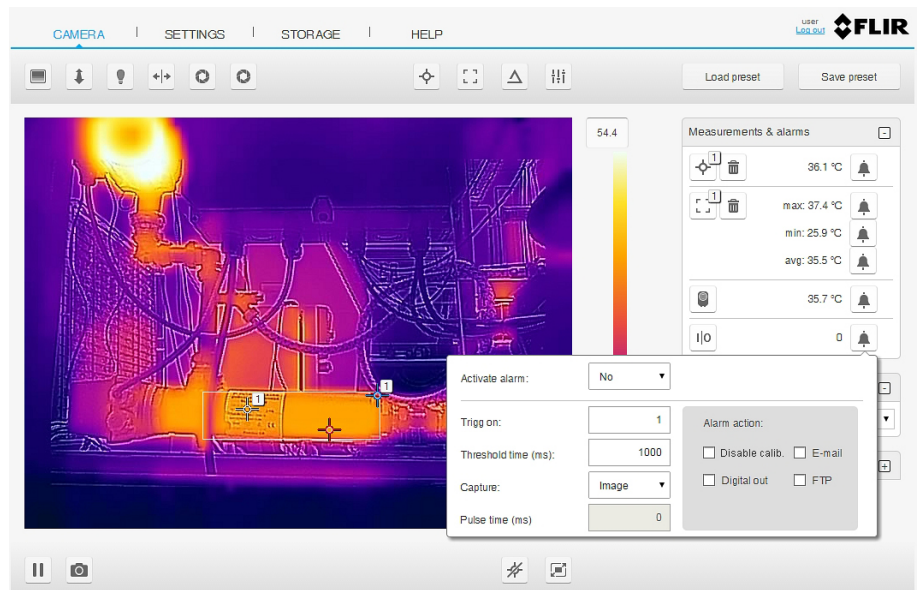 CAMERA SETTINGS STORAGE HELP
user
Log out
FLIR
Load preset Save preset
54.4
Measurements & alarms
1 36.1 °C
1 max: 37.4 °C
min: 25.9 °C
avg: 35.5 °C
35.7 °C
I|O 0
1
1
Activate alarm: No
Trigg on: 1
Threshold time (ms): 1000
Capture: Image
Pulse time (ms) 0
Alarm action:
Disable calib. E-mail
Digital out FTP